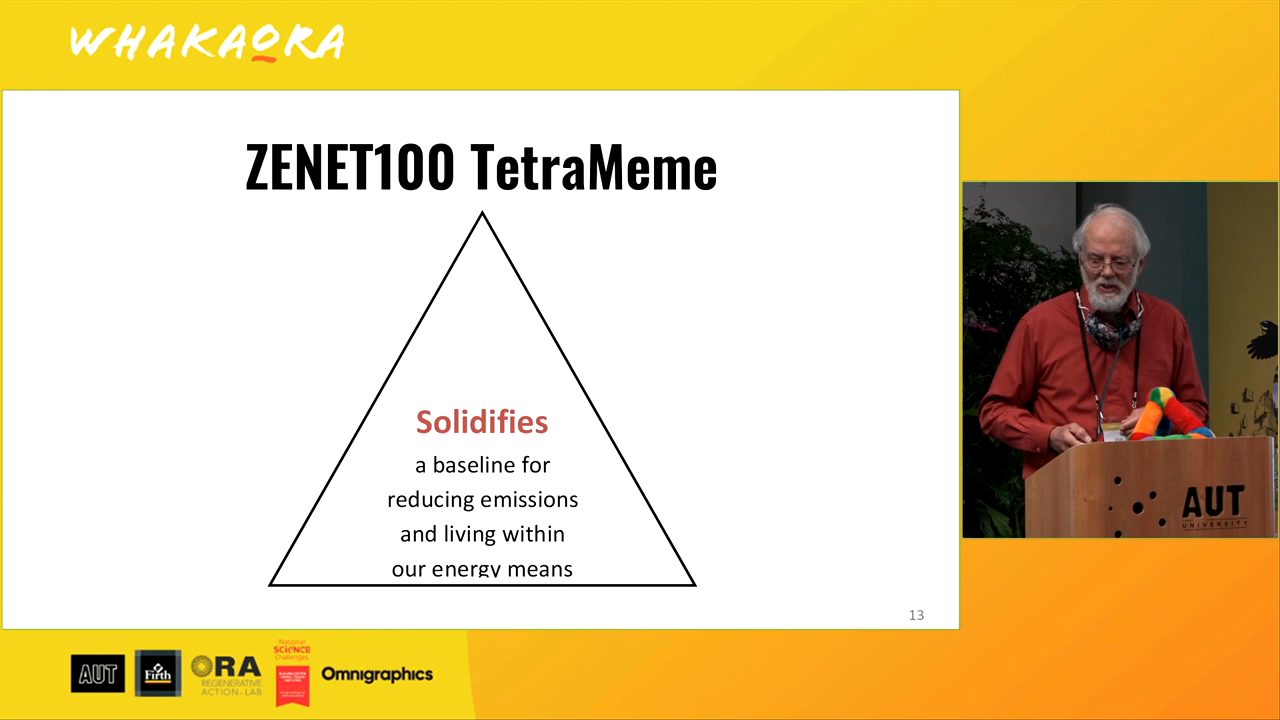 WHAKAORA
ZENET100 TetraMeme
Solidifies
a baseline for
reducing emissions
and living within
our energy means
13
AUT
UNIVERSITY
AUT
Firth
ORA
REGENERATIVE
ACTION-LAB
National
SCIENCE
Challenges
Omnigraphics